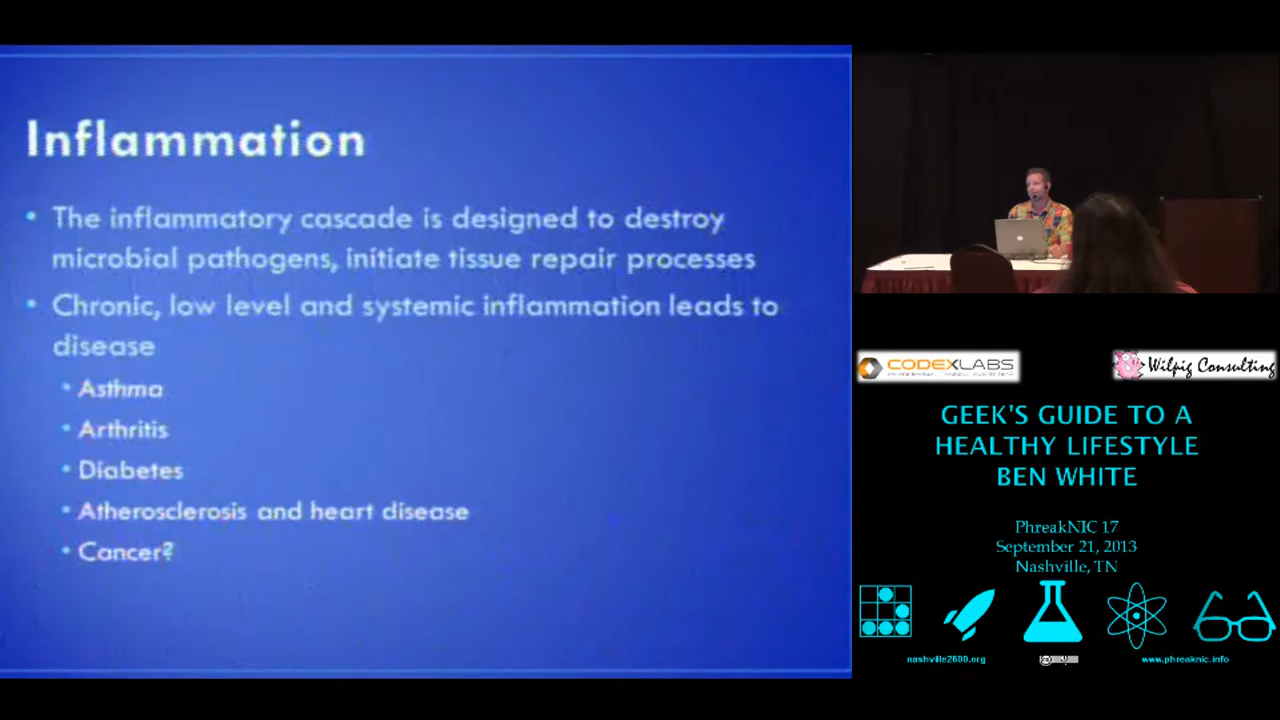 Inflammation
• The inflammatory cascade is designed to destroy
microbial pathogens, initiate tissue repair processes
• Chronic, low level and systemic inflammation leads to
disease
• Asthma
• Arthritis
• Diabetes
• Atherosclerosis and heart disease
• Cancer?
CODEXLABS
Wilpig Consulting
GEEK'S GUIDE TO A
HEALTHY LIFESTYLE
BEN WHITE
PhreakNIC 17
September 21, 2013
Nashville, TN
nashville2600.org
www.phreaknic.info